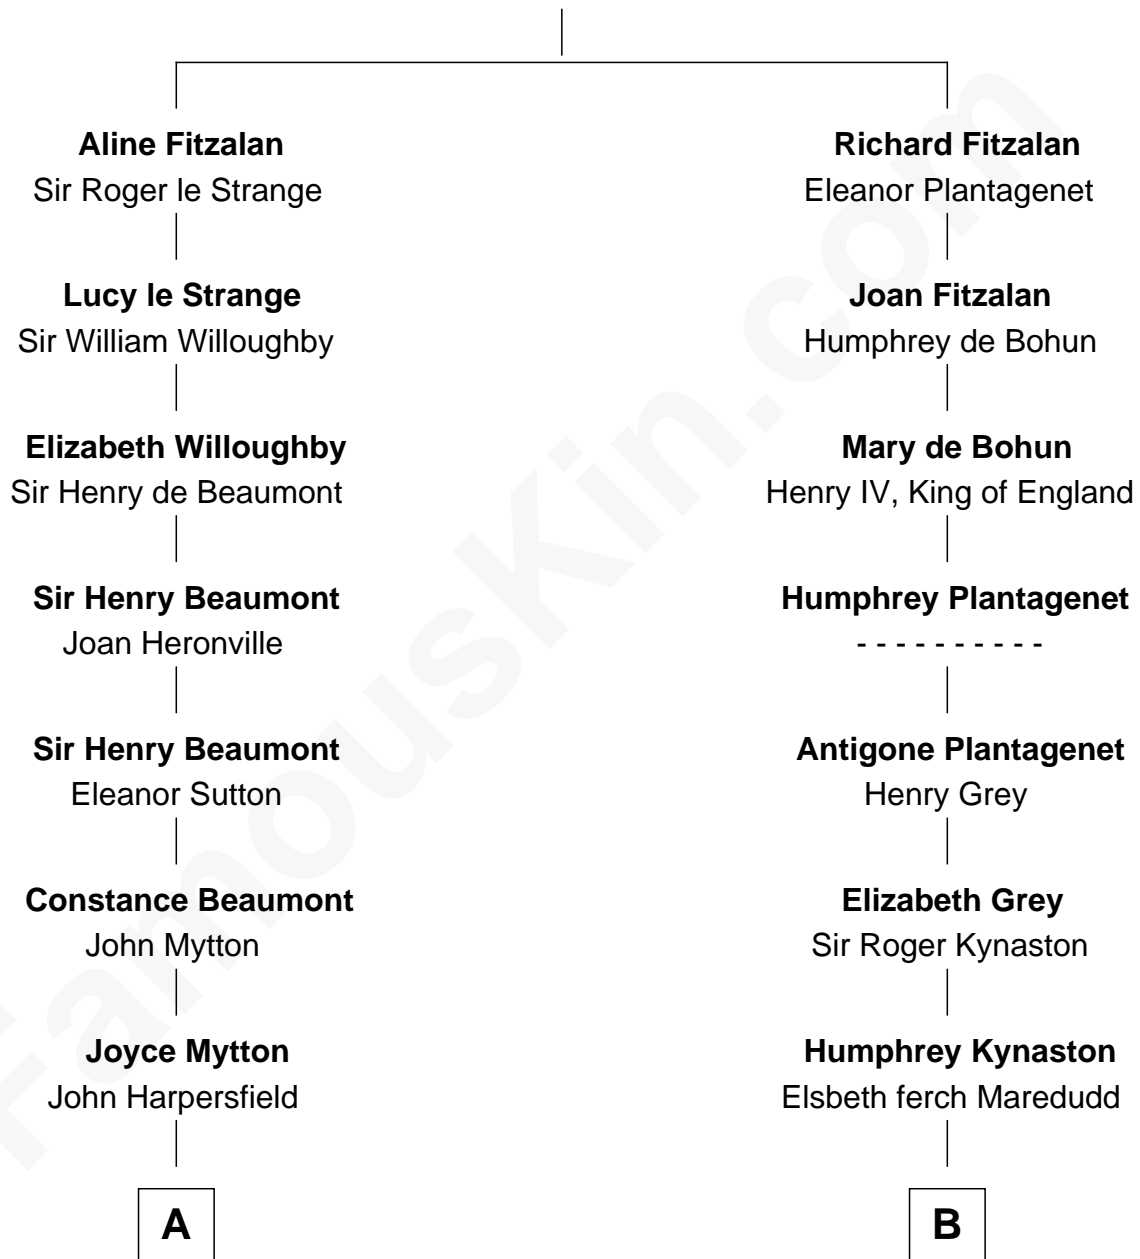 Aline Fitzalan
Sir Roger le Strange
Lucy le Strange
Sir William Willoughby
Elizabeth Willoughby
Sir Henry de Beaumont
Sir Henry Beaumont
Joan Heronville
Sir Henry Beaumont
Eleanor Sutton
Constance Beaumont
John Mytton
Joyce Mytton
John Harpersfield
A
Richard Fitzalan
Eleanor Plantagenet
Joan Fitzalan
Humphrey de Bohun
Mary de Bohun
Henry IV, King of England
Humphrey Plantagenet
- - - - - - - - - -
Antigone Plantagenet
Henry Grey
Elizabeth Grey
Sir Roger Kynaston
Humphrey Kynaston
Elsbeth ferch Maredudd
B
FamousKin.com